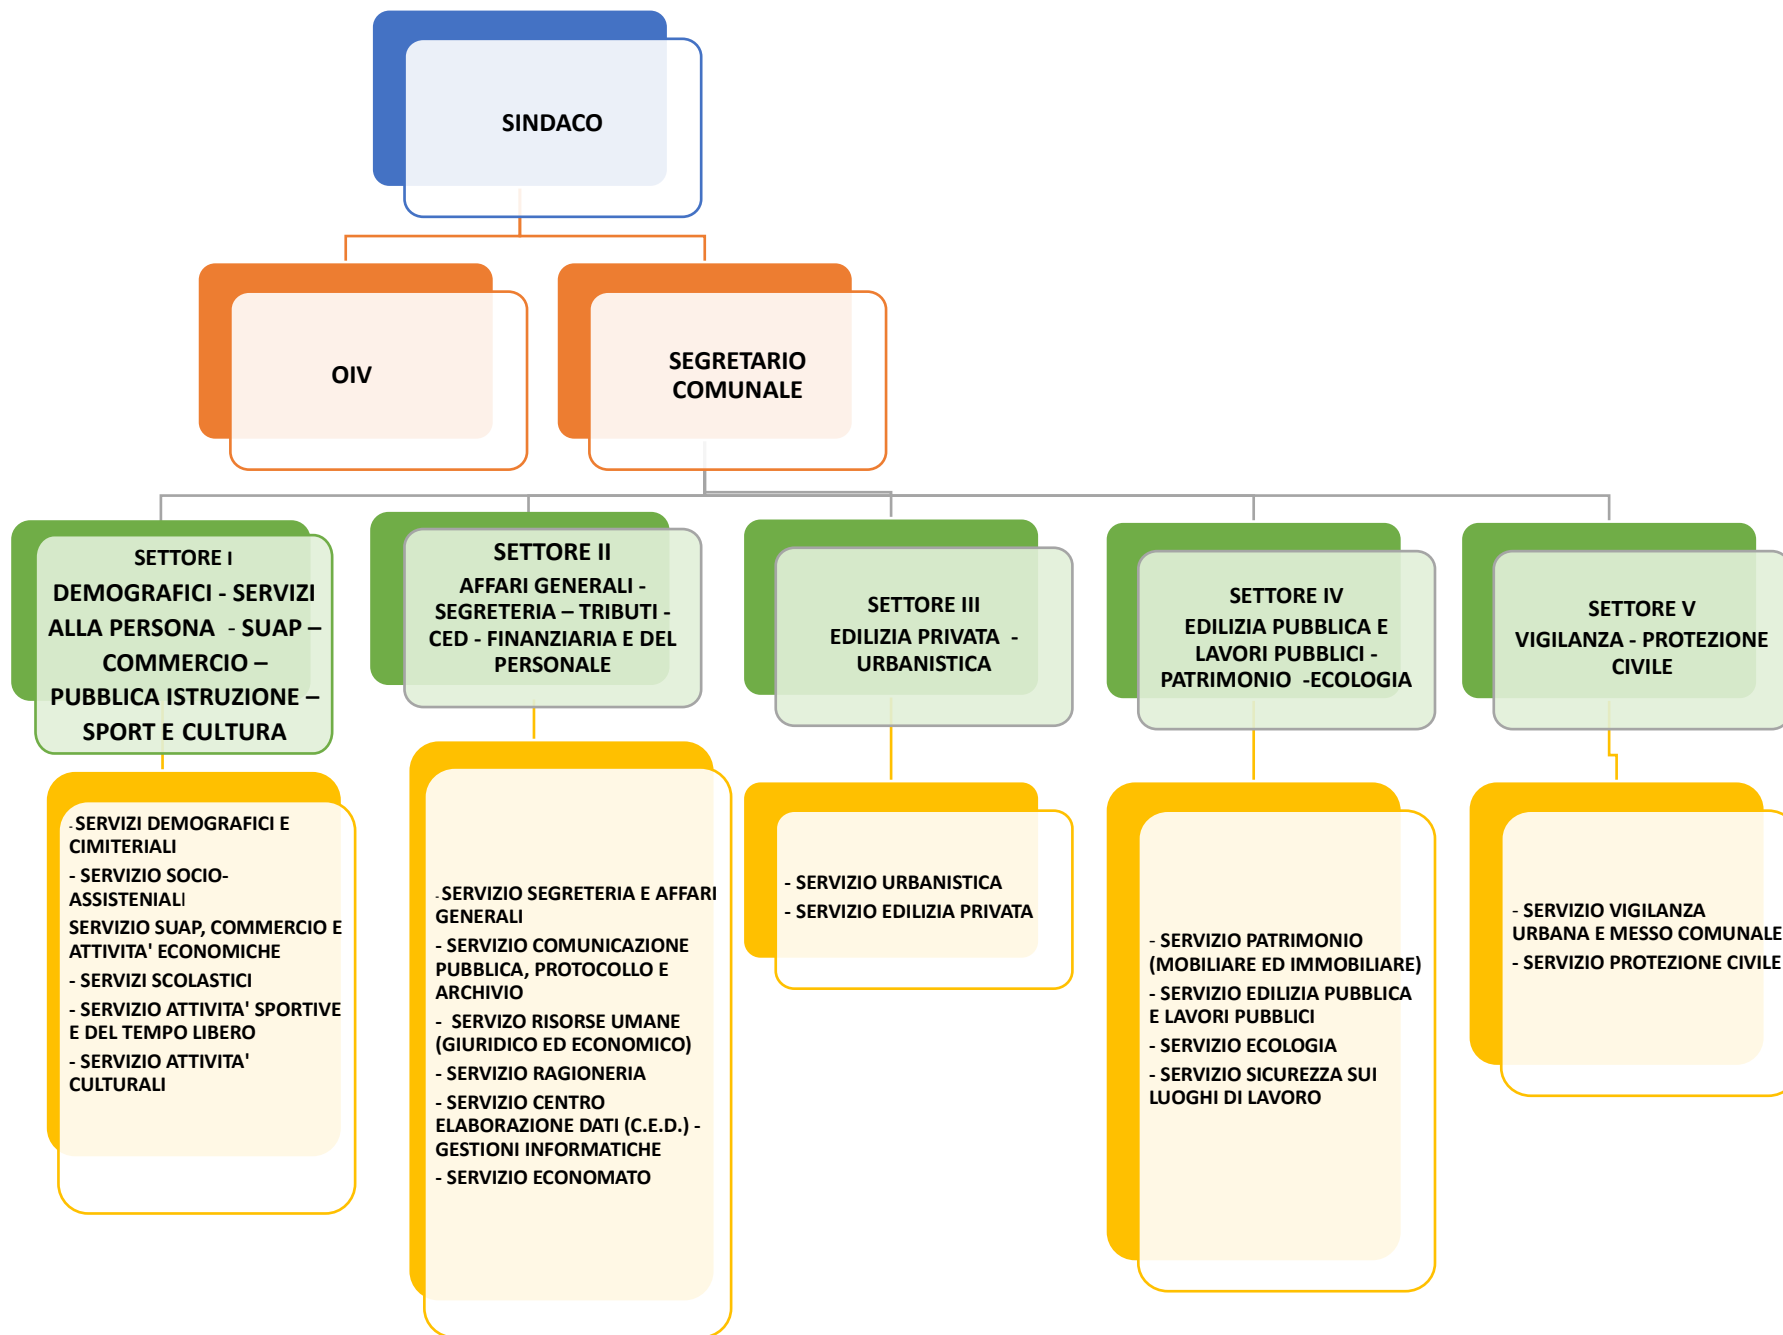 SINDACO
OIV
SEGRETARIO
COMUNALE
SETTORE I
DEMOGRAFICI - SERVIZI
ALLA PERSONA - SUAP –
COMMERCIO –
PUBBLICA ISTRUZIONE –
SPORT E CULTURA
SETTORE II
AFFARI GENERALI -
SEGRETERIA – TRIBUTI -
CED - FINANZIARIA E DEL
PERSONALE
SETTORE III
EDILIZIA PRIVATA -
URBANISTICA
SETTORE IV
EDILIZIA PUBBLICA E
LAVORI PUBBLICI -
PATRIMONIO -ECOLOGIA
SETTORE V
VIGILANZA - PROTEZIONE
CIVILE
- SERVIZI DEMOGRAFICI E
CIMITERIALI
- SERVIZIO SOCIO-
ASSISTENIALI
SERVIZIO SUAP, COMMERCIO E
ATTIVITA' ECONOMICHE
- SERVIZI SCOLASTICI
- SERVIZIO ATTIVITA' SPORTIVE
E DEL TEMPO LIBERO
- SERVIZIO ATTIVITA'
CULTURALI
- SERVIZIO SEGRETERIA E AFFARI
GENERALI
- SERVIZIO COMUNICAZIONE
PUBBLICA, PROTOCOLLO E
ARCHIVIO
- SERVIZO RISORSE UMANE
(GIURIDICO ED ECONOMICO)
- SERVIZIO RAGIONERIA
- SERVIZIO CENTRO
ELABORAZIONE DATI (C.E.D.) -
GESTIONI INFORMATICHE
- SERVIZIO ECONOMATO
- SERVIZIO URBANISTICA
- SERVIZIO EDILIZIA PRIVATA
- SERVIZIO PATRIMONIO
(MOBILIARE ED IMMOBILIARE)
- SERVIZIO EDILIZIA PUBBLICA
E LAVORI PUBBLICI
- SERVIZIO ECOLOGIA
- SERVIZIO SICUREZZA SUI
LUOGHI DI LAVORO
- SERVIZIO VIGILANZA
URBANA E MESSO COMUNALE
- SERVIZIO PROTEZIONE CIVILE